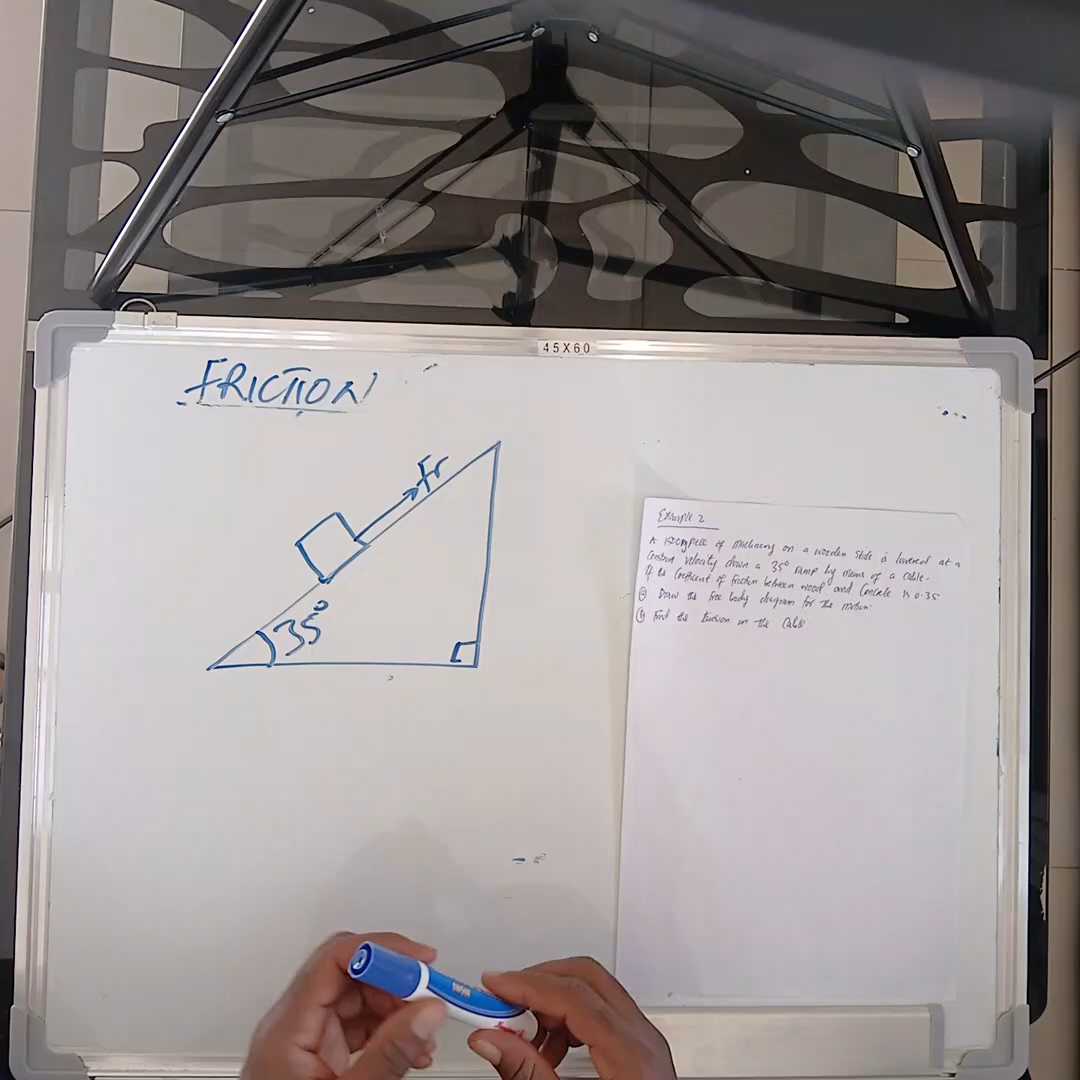 45X60
FRICTION
Fr
35°
Example 2
A piece of machinery on a wooden slide is lowered at a
constant velocity down a 35° ramp by means of a cable.
If the Coefficient of friction between wood and Concrete is 0.35
(a) Draw the free body diagram for the motion.
(b) Find the tension in the Cable